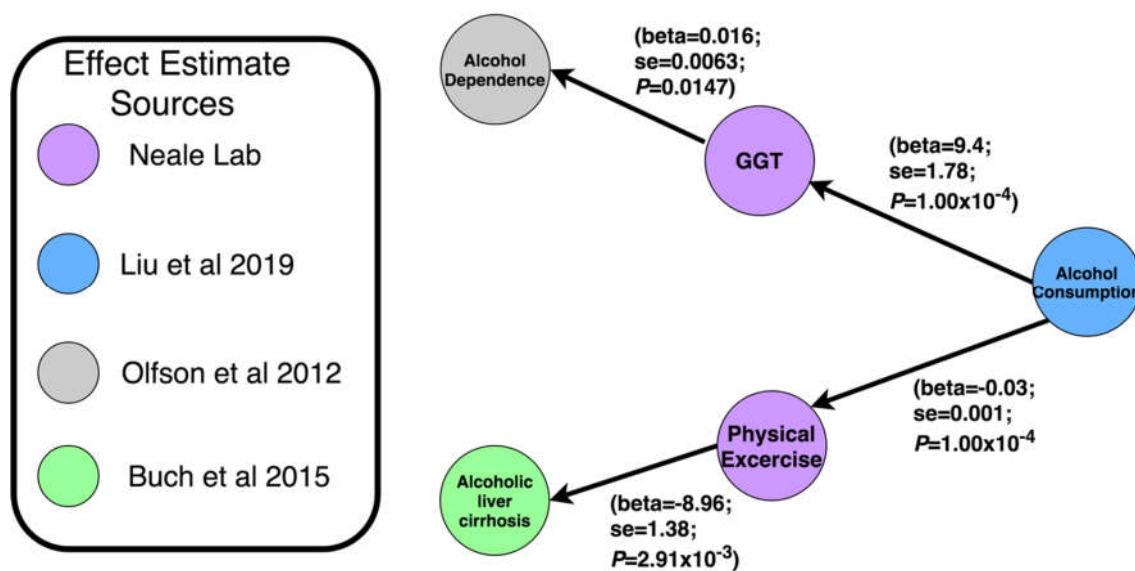 Effect Estimate
Sources
Neale Lab
Liu et al 2019
Olfson et al 2012
Buch et al 2015
Alcohol
Dependence
(beta=0.016;
se=0.0063;
P=0.0147)
GGT
(beta=9.4;
se=1.78;
P=1.00x10⁻⁴)
Alcohol
Consumption
(beta=-0.03;
se=0.001;
P=1.00x10⁻⁴
Physical
Excercise
Alcoholic
liver
cirrhosis
(beta=-8.96;
se=1.38;
P=2.91x10⁻³)